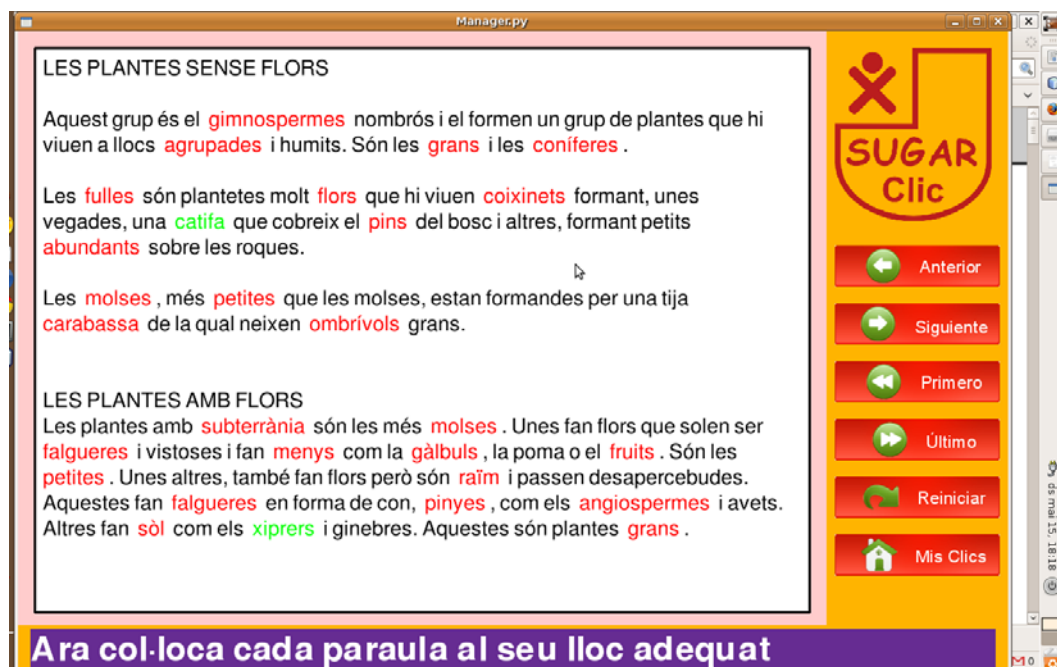 Manager.py
LES PLANTES SENSE FLORS
Aquest grup és el gimnospermes nombrós i el formen un grup de plantes que hi
viuen a llocs agrupades i humits. Són les grans i les coníferes .
Les fulles són plantetes molt flors que hi viuen coixinets formant, unes
vegades, una catifa que cobreix el pins del bosc i altres, formant petits
abundants sobre les roques.
Les molses , més petites que les molses, estan formandes per una tija
carabassa de la qual neixen ombrívols grans.
LES PLANTES AMB FLORS
Les plantes amb subterrània són les més molses . Unes fan flors que solen ser
falgueres i vistoses i fan menys com la gàlbuls , la poma o el fruits . Són les
petites . Unes altres, també fan flors però són raïm i passen desapercebudes.
Aquestes fan falgueres en forma de con, pinyes , com els angiospermes i avets.
Altres fan sòl com els xiprers i ginebres. Aquestes són plantes grans .
Ara col·loca cada paraula al seu lloc adequat
SUGAR
Clic
Anterior
Siguiente
Primero
Último
Reiniciar
Mis Clics
ds mai 15, 18:18
0